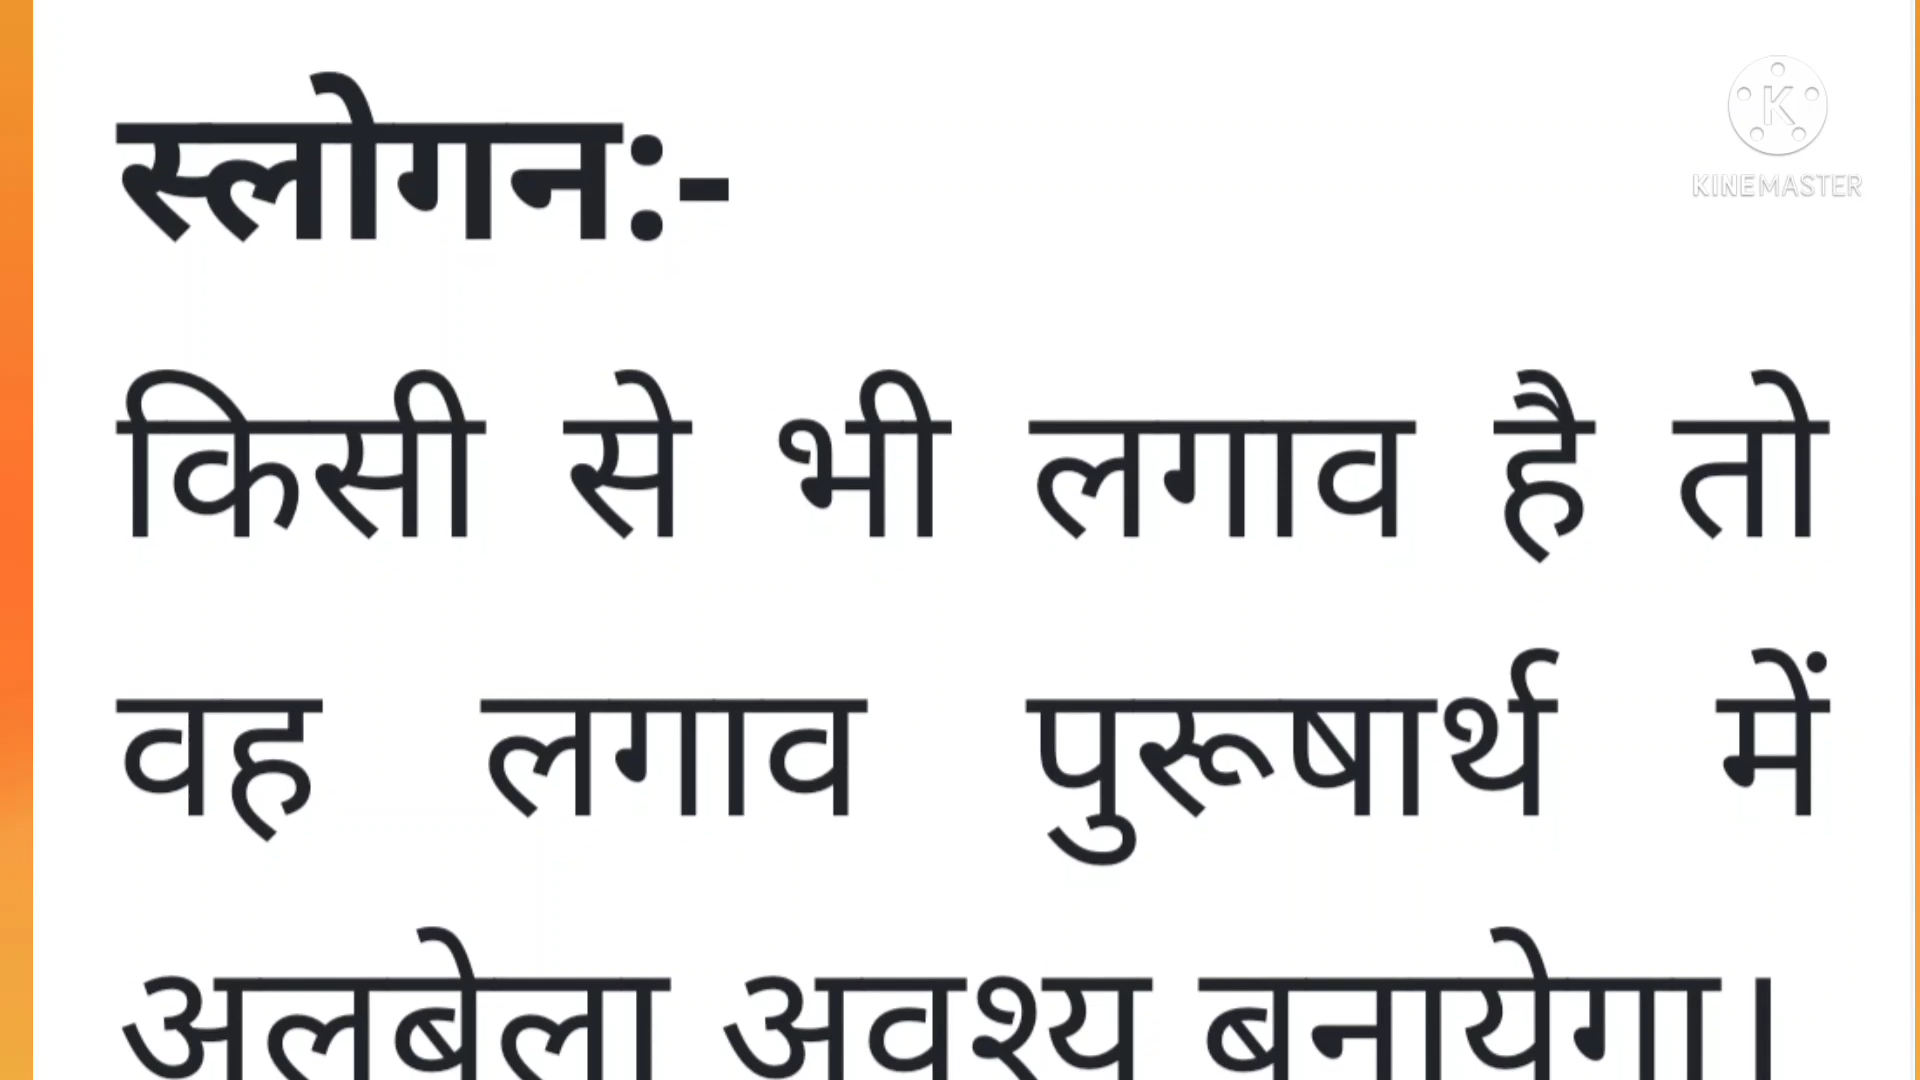 स्लोगन:-
KINEMASTER
किसी से भी लगाव है तो
वह लगाव पुरूषार्थ में
अलबेला अवश्य बनायेगा।